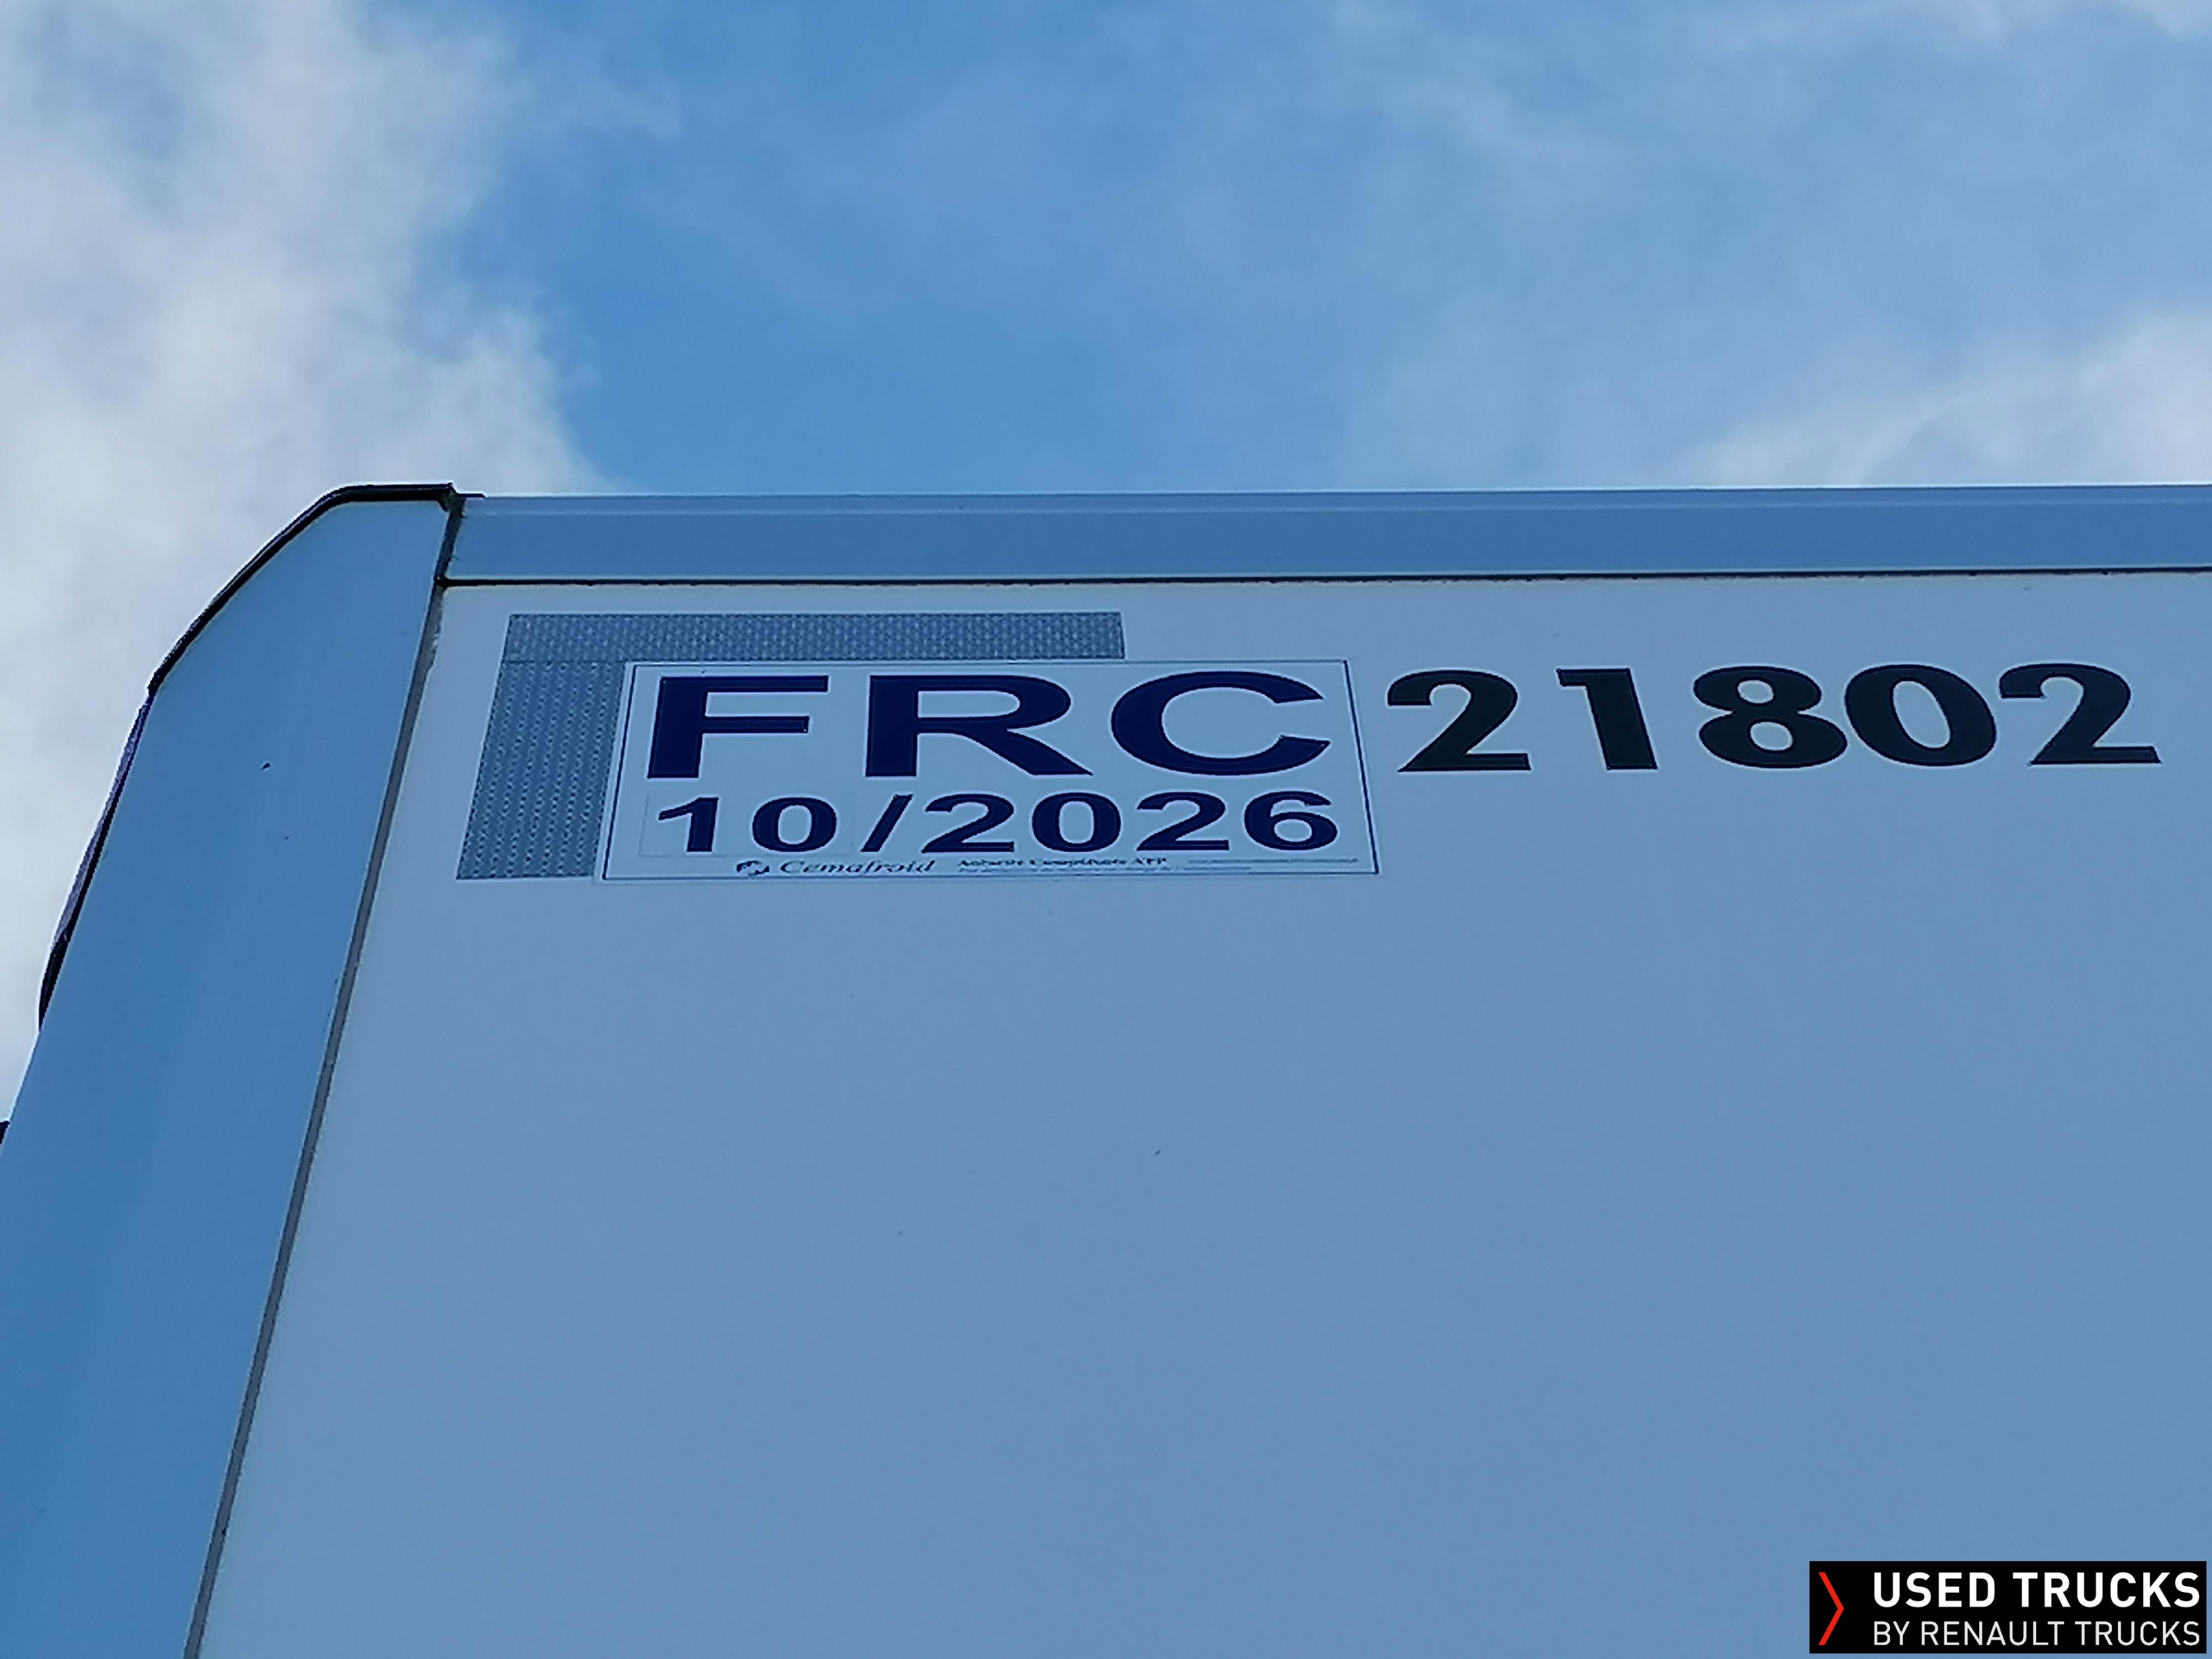 FRC 21802
10/2026
Cemafroid
USED TRUCKS
BY RENAULT TRUCKS